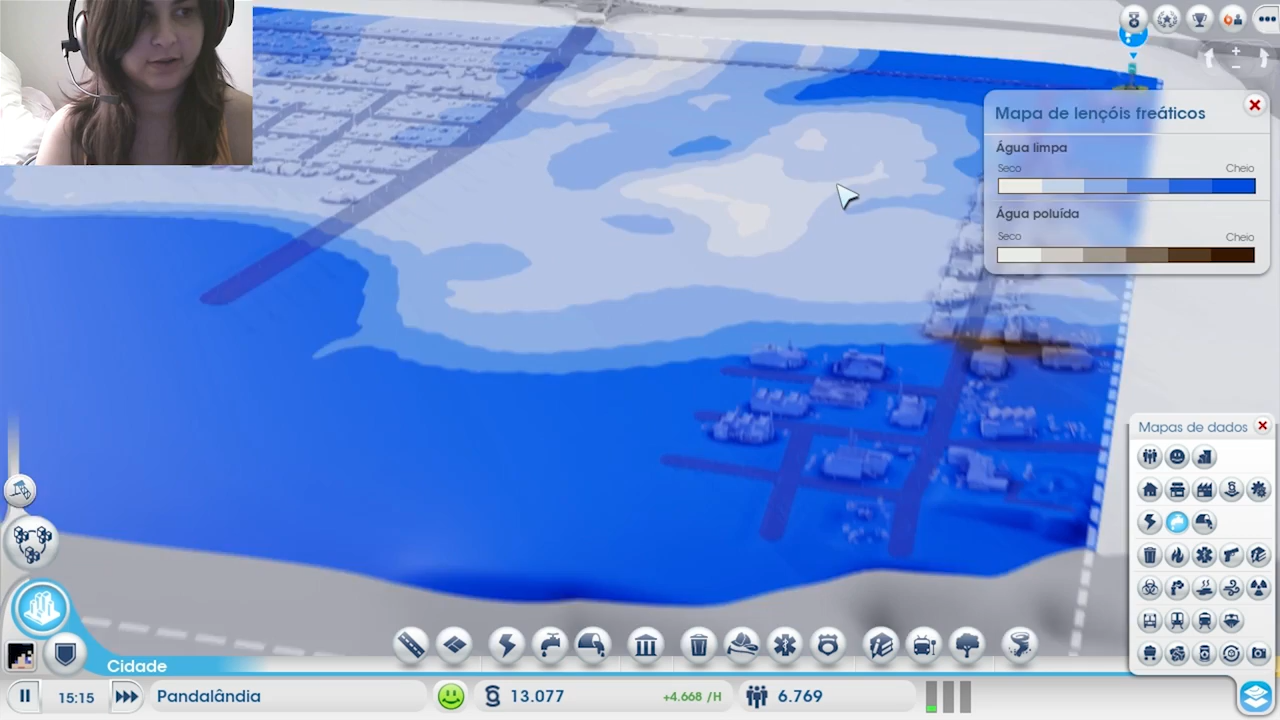 Mapa de lençóis freáticos
Água limpa
Seco Cheio
Água poluída
Seco Cheio
Mapas de dados
Cidade
15:15 Pandalândia 13.077 +4.668 /H 6.769